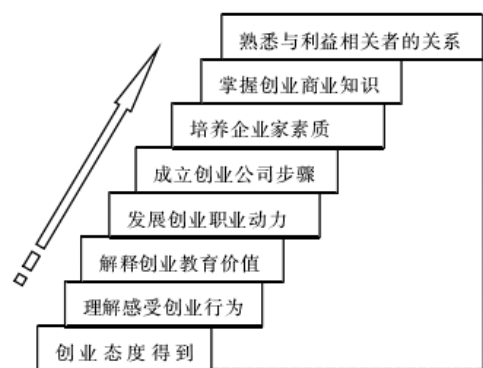 熟悉与利益相关者的关系
掌握创业商业知识
培养企业家素质
成立创业公司步骤
发展创业职业动力
解释创业教育价值
理解感受创业行为
创业态度得到